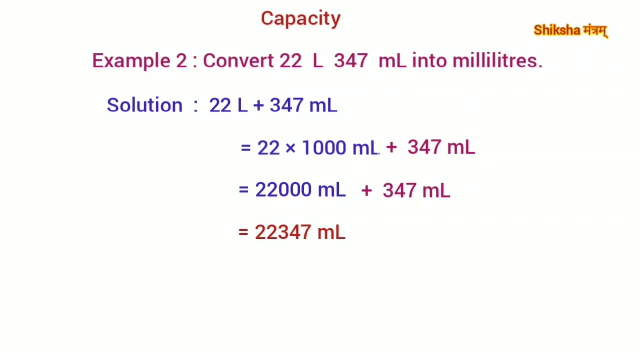 Capacity
Shiksha मंत्रम्
Example 2 : Convert 22 L 347 mL into millilitres.
Solution : 22 L + 347 mL
= 22 × 1000 mL + 347 mL
= 22000 mL + 347 mL
= 22347 mL